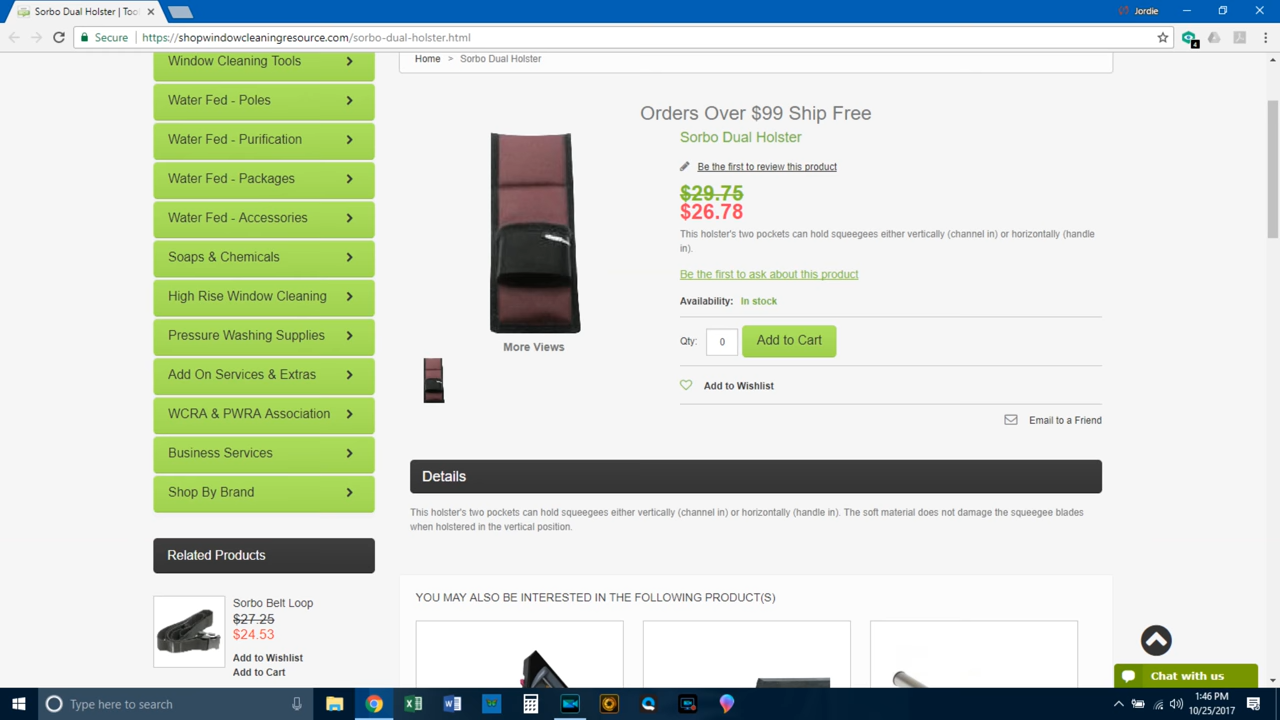 Sorbo Dual Holster | Too
Jordie
Secure
https://shopwindowcleaningresource.com/sorbo-dual-holster.html
4
Window Cleaning Tools
Water Fed - Poles
Water Fed - Purification
Water Fed - Packages
Water Fed - Accessories
Soaps & Chemicals
High Rise Window Cleaning
Pressure Washing Supplies
Add On Services & Extras
WCRA & PWRA Association
Business Services
Shop By Brand
Related Products
Sorbo Belt Loop
$27.25
$24.53
Add to Wishlist
Add to Cart
Home > Sorbo Dual Holster
Orders Over $99 Ship Free
Sorbo Dual Holster
Be the first to review this product
$29.75
$26.78
This holster's two pockets can hold squeegees either vertically (channel in) or horizontally (handle
in).
Be the first to ask about this product
Availability: In stock
Qty: 0 Add to Cart
Add to Wishlist
Email to a Friend
More Views
Details
This holster's two pockets can hold squeegees either vertically (channel in) or horizontally (handle in). The soft material does not damage the squeegee blades
when holstered in the vertical position.
YOU MAY ALSO BE INTERESTED IN THE FOLLOWING PRODUCT(S)
Chat with us
Type here to search
1:46 PM
10/25/2017